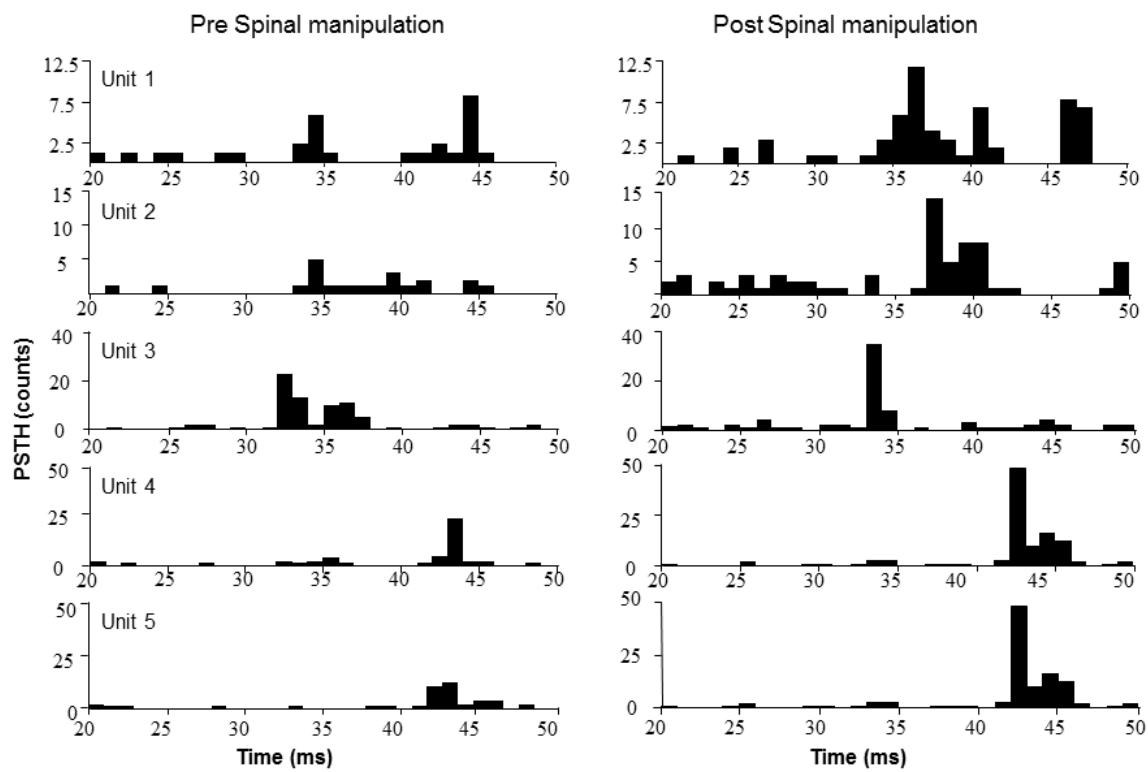 Pre Spinal manipulation
Post Spinal manipulation
12.5
7.5
2.5
Unit 1
20 25 30 35 40 45 50
12.5
7.5
2.5
20 25 30 35 40 45 50
15
10
5
Unit 2
20 25 30 35 40 45 50
15
10
5
20 25 30 35 40 45 50
PSTH (counts)
40
20
0
Unit 3
20 25 30 35 40 45 50
40
20
0
20 25 30 35 40 45 50
50
25
0
Unit 4
20 25 30 35 40 45 50
50
25
0
20 25 30 35 40 45 50
50
25
0
Unit 5
20 25 30 35 40 45 50
50
25
0
20 25 30 35 40 45 50
Time (ms)
Time (ms)